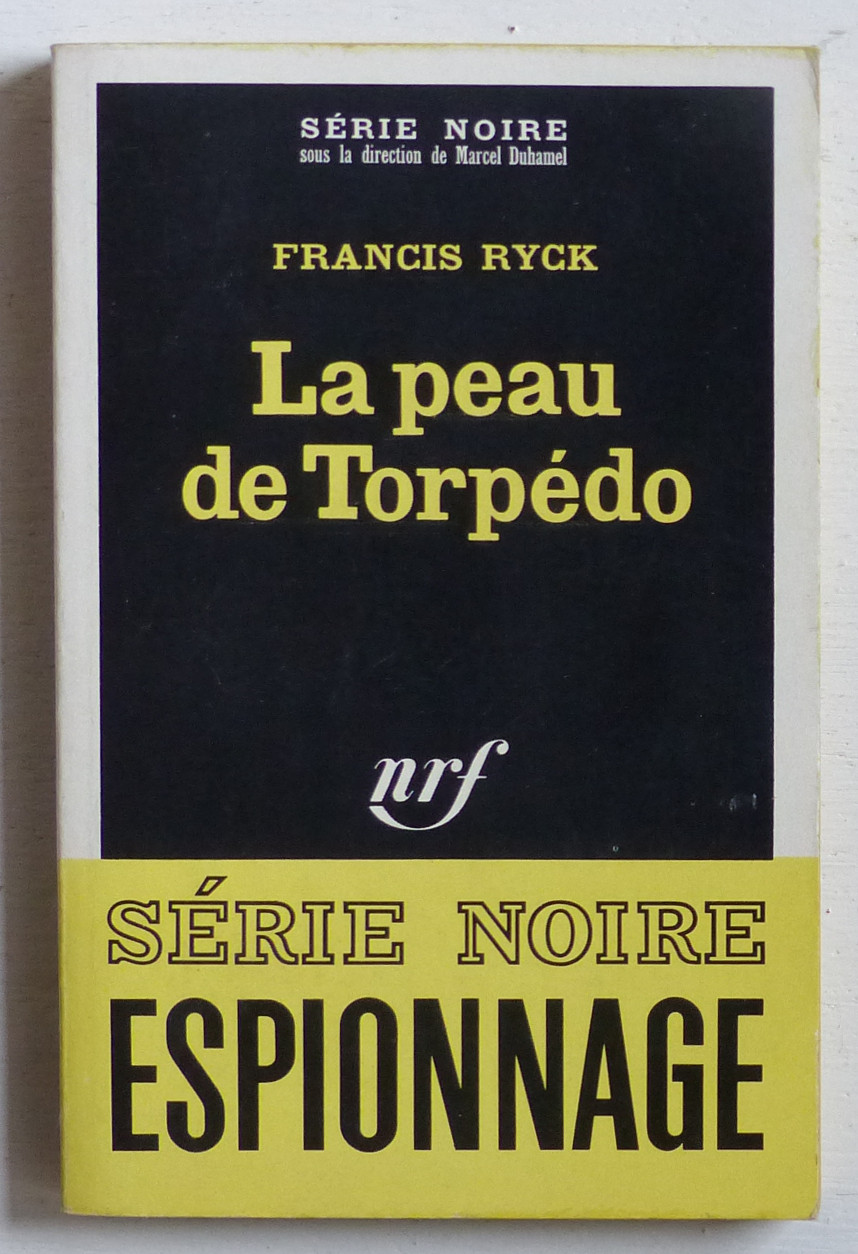 SÉRIE NOIRE
sous la direction de Marcel Duhamel
FRANCIS RYCK
La peau
de Torpédo
nrf
SÉRIE NOIRE
ESPIONNAGE